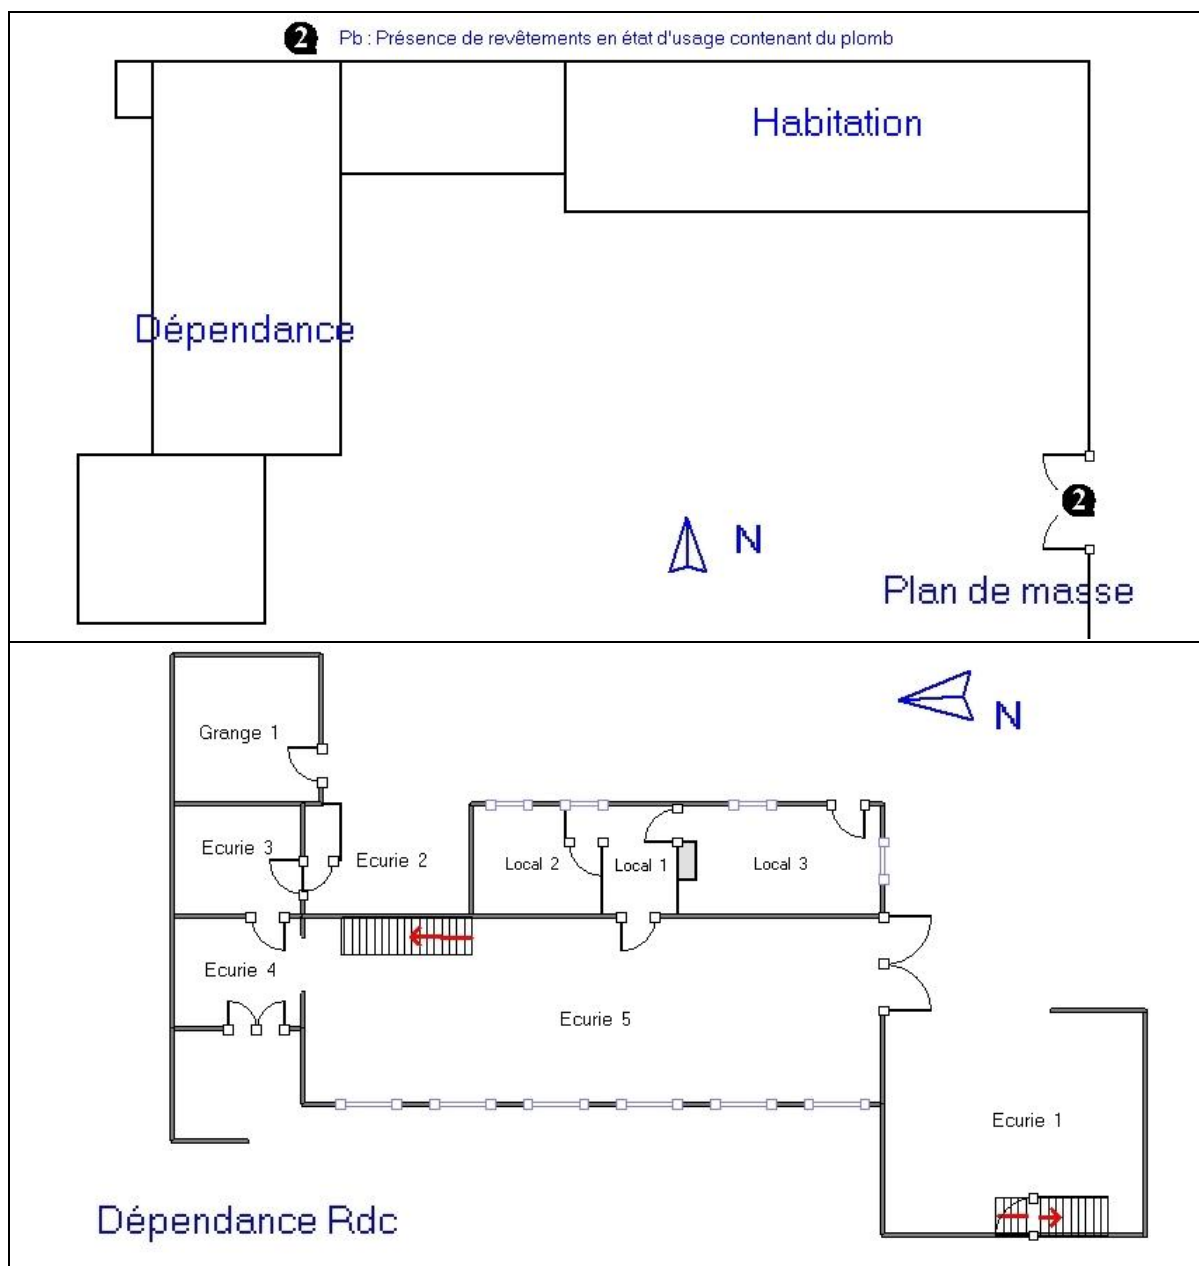 2 Pb : Présence de revêtements en état d'usage contenant du plomb
Habitation
Dépendance
2
N
Plan de masse
N
Grange 1
Ecurie 3
Ecurie 2
Local 2
Local 1
Local 3
Ecurie 4
Ecurie 5
Ecurie 1
Dépendance Rdc